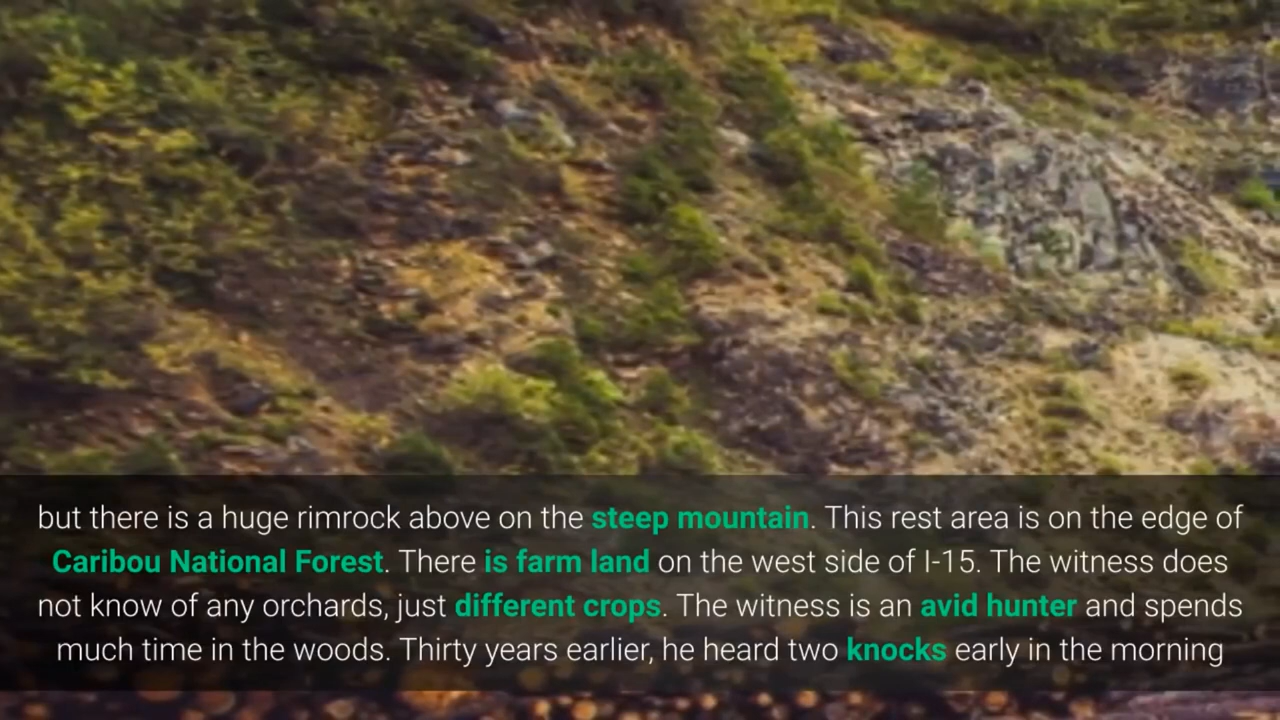 but there is a huge rimrock above on the steep mountain. This rest area is on the edge of
Caribou National Forest. There is farm land on the west side of I-15. The witness does
not know of any orchards, just different crops. The witness is an avid hunter and spends
much time in the woods. Thirty years earlier, he heard two knocks early in the morning